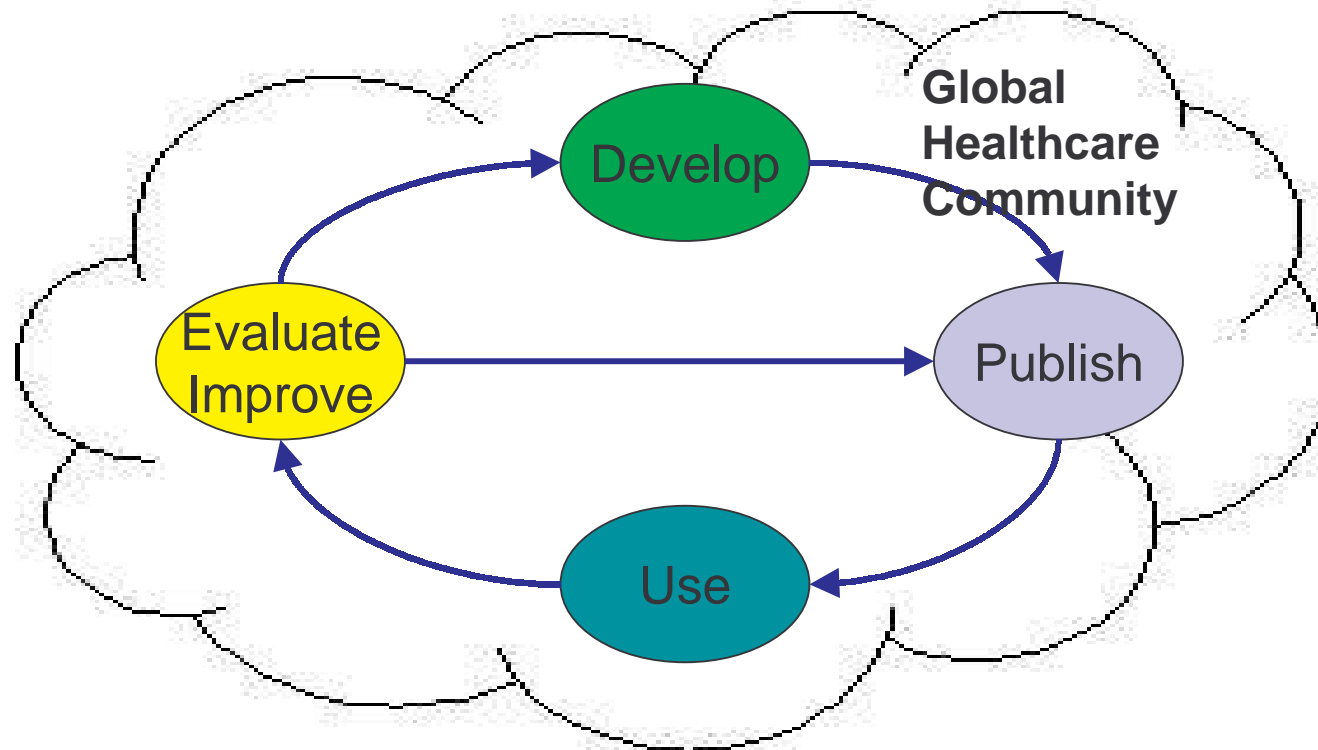 Global
Healthcare
Community
Develop
Evaluate
Improve
Publish
Use